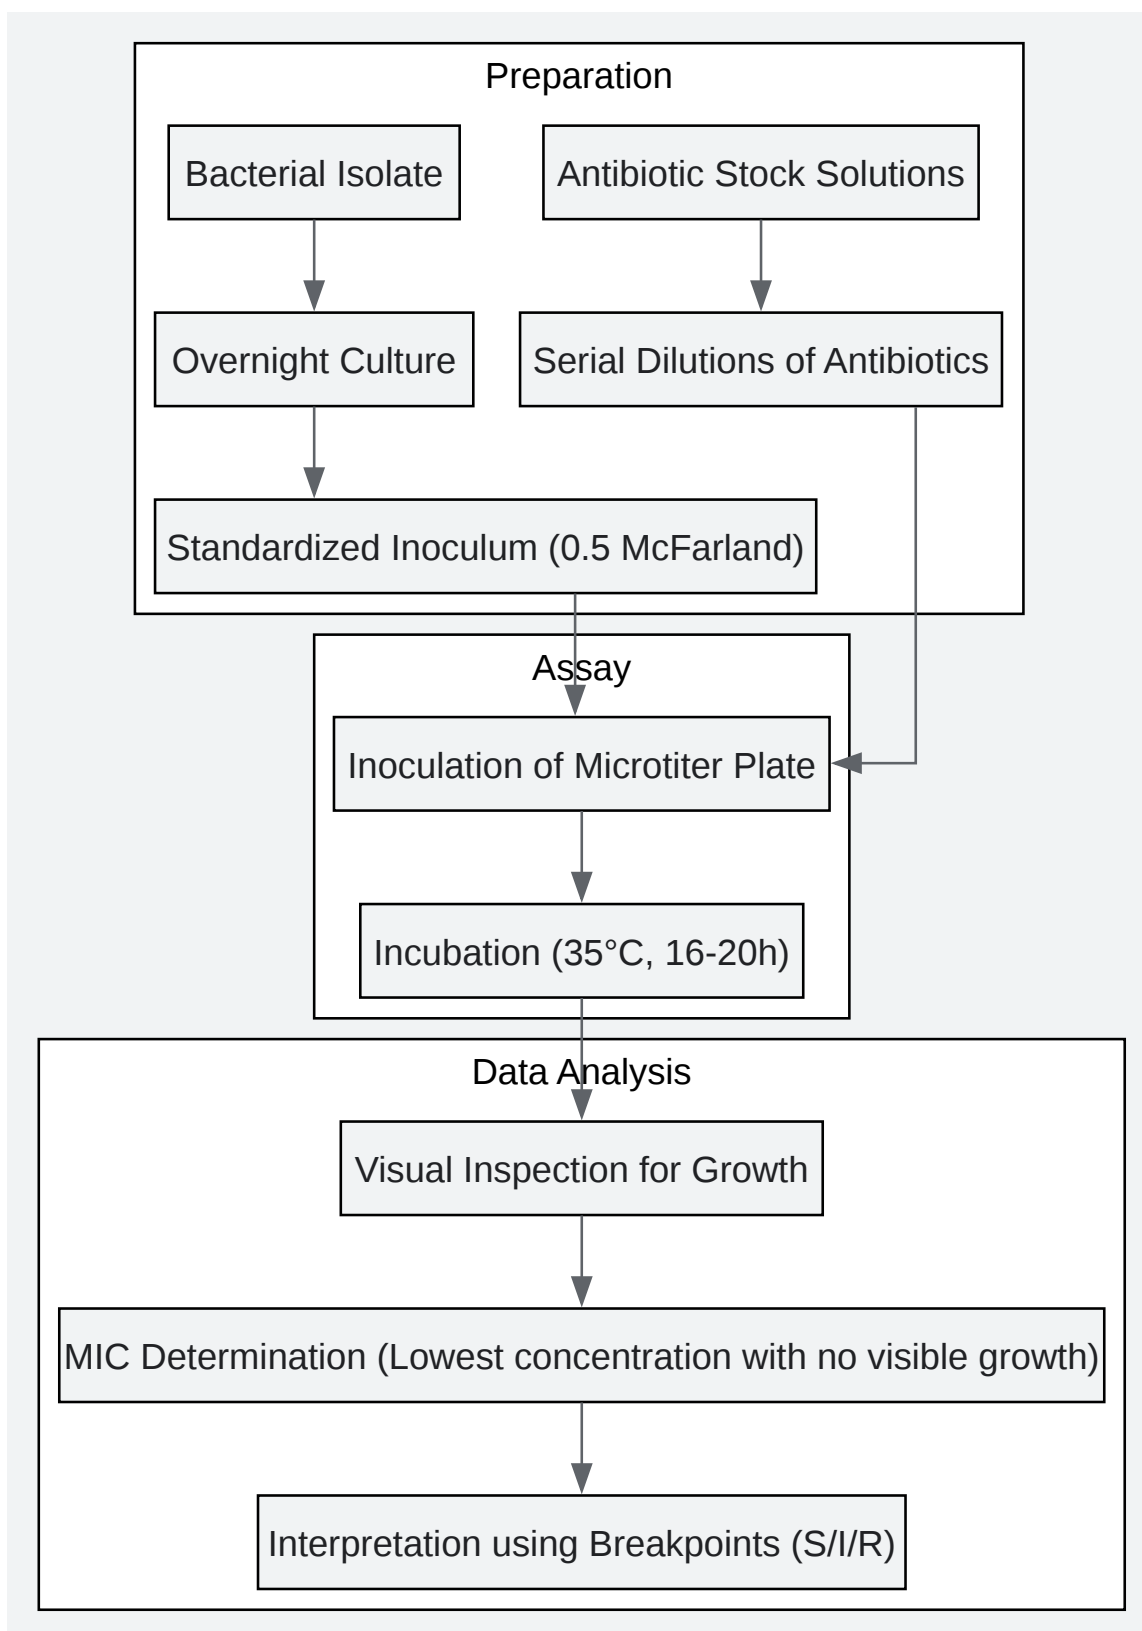 Preparation
Bacterial Isolate
Antibiotic Stock Solutions
Overnight Culture
Serial Dilutions of Antibiotics
Standardized Inoculum (0.5 McFarland)
Assay
Inoculation of Microtiter Plate
Incubation (35°C, 16-20h)
Data Analysis
Visual Inspection for Growth
MIC Determination (Lowest concentration with no visible growth)
Interpretation using Breakpoints (S/I/R)